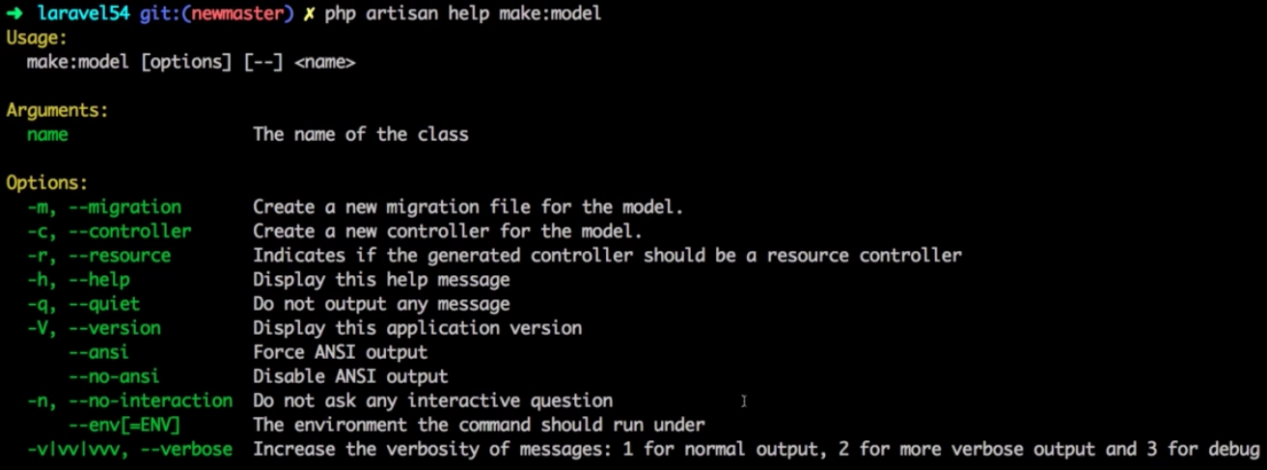 ➜ laravel54 git:(newmaster) ✗ php artisan help make:model
Usage:
  make:model [options] [--] <name>

Arguments:
  name                  The name of the class

Options:
  -m, --migration       Create a new migration file for the model.
  -c, --controller      Create a new controller for the model.
  -r, --resource        Indicates if the generated controller should be a resource controller
  -h, --help            Display this help message
  -q, --quiet           Do not output any message
  -V, --version         Display this application version
      --ansi            Force ANSI output
      --no-ansi         Disable ANSI output
  -n, --no-interaction  Do not ask any interactive question
      --env[=ENV]       The environment the command should run under
  -v|vv|vvv, --verbose  Increase the verbosity of messages: 1 for normal output, 2 for more verbose output and 3 for debug